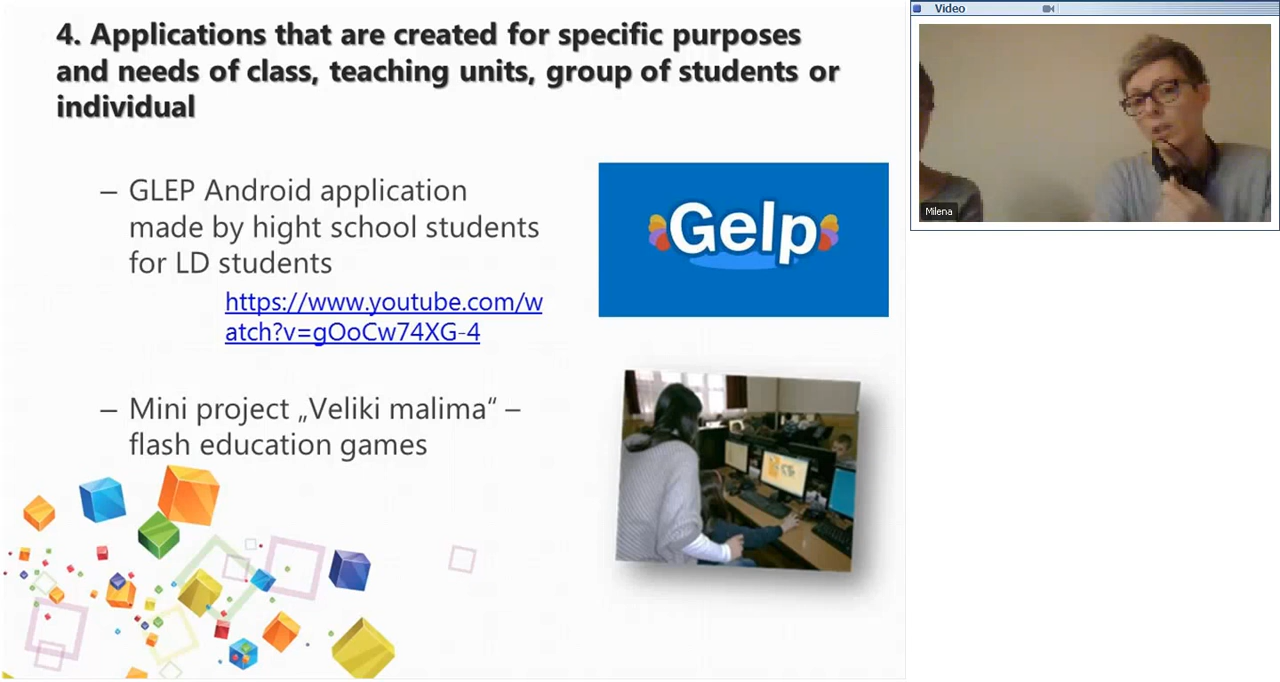 4. Applications that are created for specific purposes
and needs of class, teaching units, group of students or
individual
– GLEP Android application
made by hight school students
for LD students
https://www.youtube.com/w
atch?v=gOoCw74XG-4
– Mini project „Veliki malima“ –
flash education games
Gelp
Video
Milena